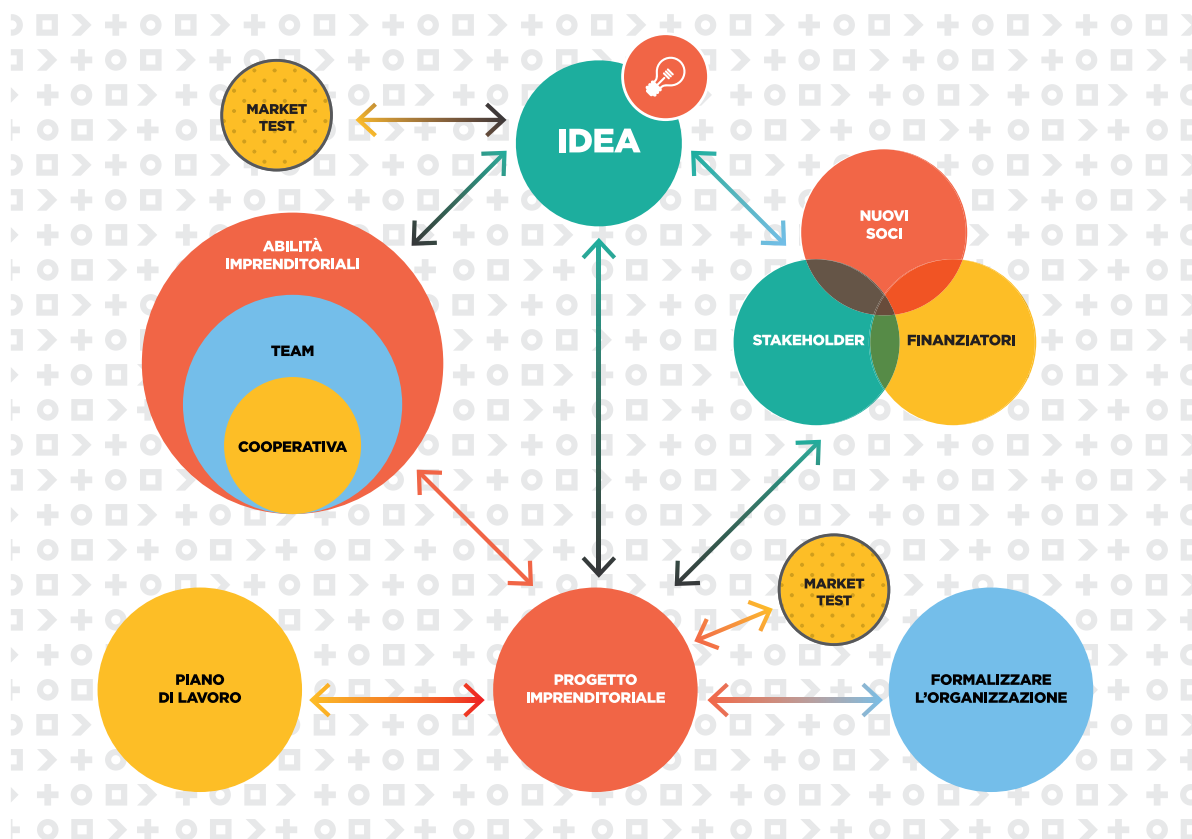 MARKET
TEST
IDEA
NUOVI
SOCI
ABILITÀ
IMPRENDITORIALI
STAKEHOLDER
FINANZIATORI
TEAM
COOPERATIVA
MARKET
TEST
PIANO
DI LAVORO
PROGETTO
IMPRENDITORIALE
FORMALIZZARE
L'ORGANIZZAZIONE